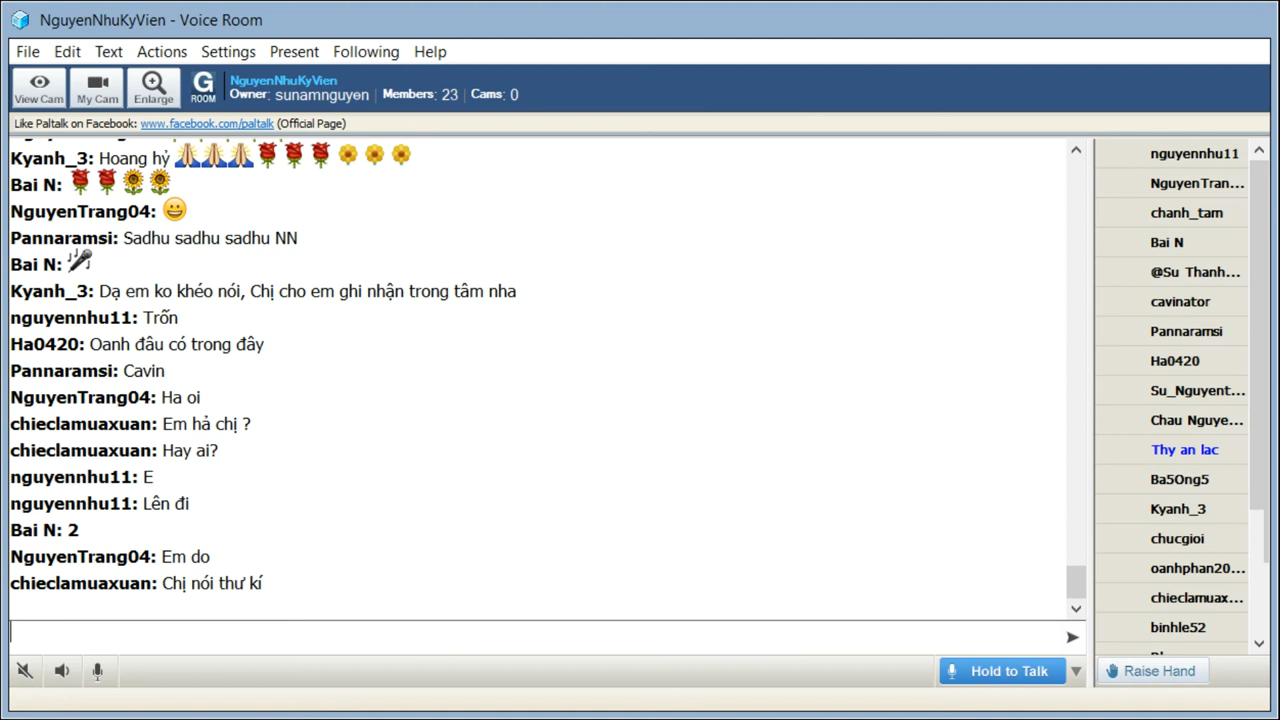 NguyenNhuKyVien - Voice Room
File Edit Text Actions Settings Present Following Help
View Cam My Cam Enlarge G ROOM
NguyenNhuKyVien
Owner: sunamnguyen Members: 23 Cams: 0
Like Paltalk on Facebook: www.facebook.com/paltalk (Official Page)
Kyanh_3: Hoang hỷ
Bai N:
NguyenTrang04:
Pannaramsi: Sadhu sadhu sadhu NN
Bai N:
Kyanh_3: Dạ em ko khéo nói, Chị cho em ghi nhận trong tâm nha
nguyennhu11: Trốn
Ha0420: Oanh đâu có trong đây
Pannaramsi: Cavin
NguyenTrang04: Ha oi
chieclamuaxuan: Em hả chị ?
chieclamuaxuan: Hay ai?
nguyennhu11: E
nguyennhu11: Lên đi
Bai N: 2
NguyenTrang04: Em do
chieclamuaxuan: Chị nói thư kí
nguyennhu11
NguyenTran...
chanh_tam
Bai N
@Su Thanh...
cavinator
Pannaramsi
Ha0420
Su_Nguyent...
Chau Nguye...
Thy an lac
Ba5Ong5
Kyanh_3
chucgioi
oanhphan20...
chieclamuax...
binhle52
Hold to Talk
Raise Hand